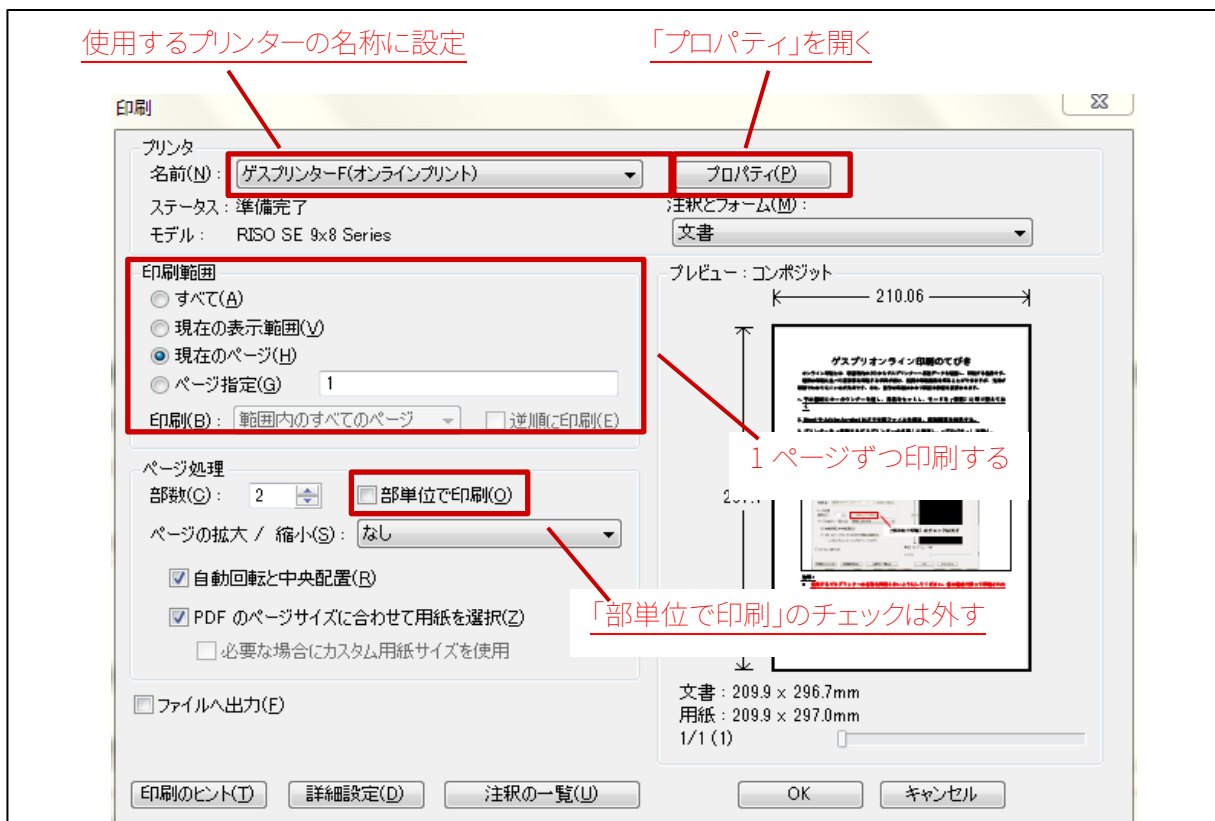 使用するプリンターの名称に設定
「プロパティ」を開く
印刷
プリンタ
名前(N): ゲスプリンターF(オンラインプリント)
プロパティ(P)
ステータス: 準備完了
注釈とフォーム(M):
モデル: RISO SE 9x8 Series
文書
印刷範囲
すべて(A)
現在の表示範囲(V)
現在のページ(H)
ページ指定(G) 1
印刷(B): 範囲内のすべてのページ 逆順に印刷(E)
プレビュー: コンポジット
210.06
ゲスプリオンライン印刷のてびき
1 ページずつ印刷する
ページ処理
部数(C): 2 部単位で印刷(O)
ページの拡大 / 縮小(S): なし
自動回転と中央配置(R)
PDF のページサイズに合わせて用紙を選択(Z)
必要な場合にカスタム用紙サイズを使用
「部単位で印刷」のチェックは外す
ファイルへ出力(F)
文書: 209.9 x 296.7mm
用紙: 209.9 x 297.0mm
1/1 (1)
印刷のヒント(T) 詳細設定(D) 注釈の一覧(U) OK キャンセル